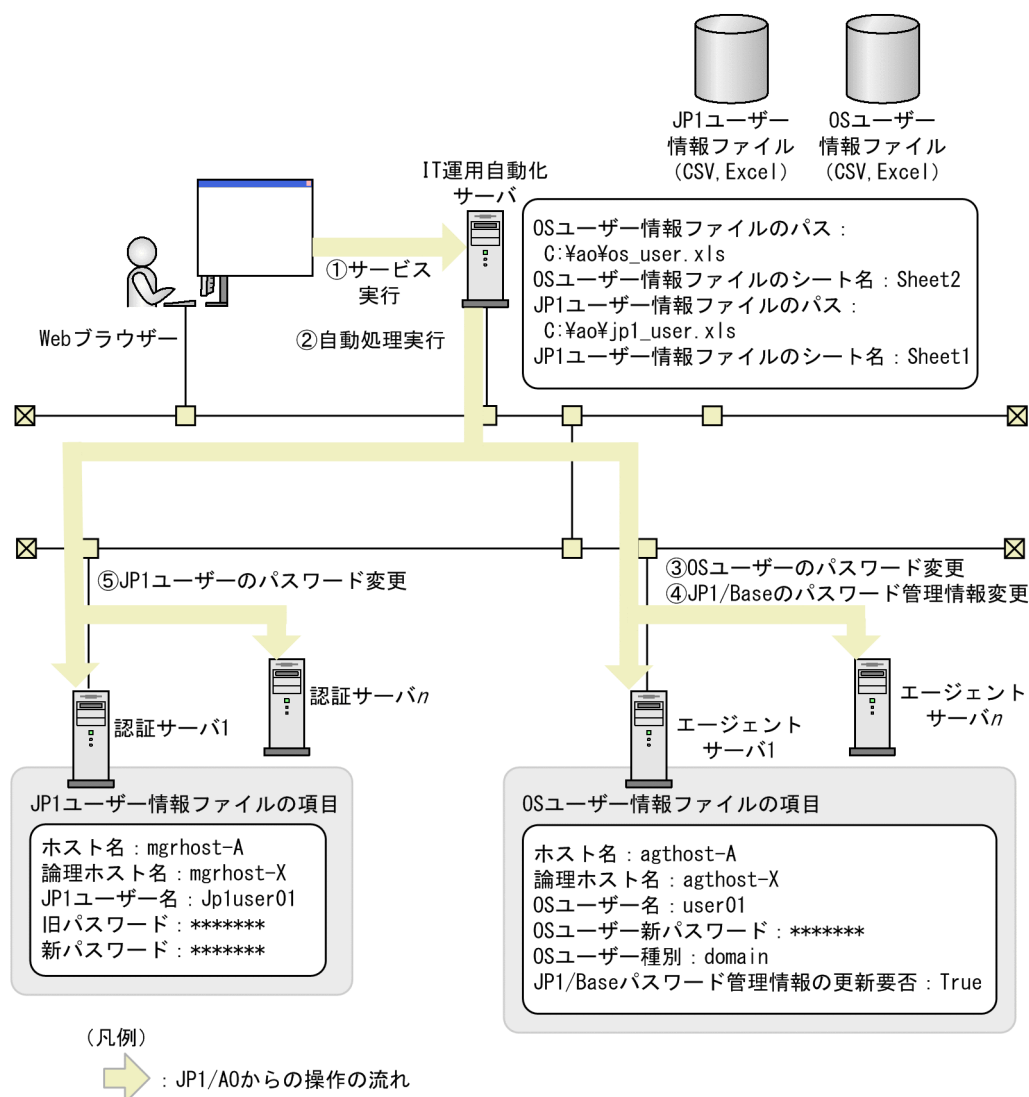 JP1ユーザー
情報ファイル
(CSV,Excel)
OSユーザー
情報ファイル
(CSV,Excel)
IT運用自動化
サーバ
OSユーザー情報ファイルのパス：
C:¥ao¥os_user.xls
OSユーザー情報ファイルのシート名：Sheet2
JP1ユーザー情報ファイルのパス：
C:¥ao¥jp1_user.xls
JP1ユーザー情報ファイルのシート名：Sheet1
①サービス
実行
Webブラウザー
②自動処理実行
⑤JP1ユーザーのパスワード変更
③OSユーザーのパスワード変更
④JP1/Baseのパスワード管理情報変更
認証サーバ1
認証サーバn
エージェント
サーバ1
エージェント
サーバn
JP1ユーザー情報ファイルの項目
ホスト名：mgrhost-A
論理ホスト名：mgrhost-X
JP1ユーザー名：Jp1user01
旧パスワード：*******
新パスワード：*******
OSユーザー情報ファイルの項目
ホスト名：agthost-A
論理ホスト名：agthost-X
OSユーザー名：user01
OSユーザー新パスワード：*******
OSユーザー種別：domain
JP1/Baseパスワード管理情報の更新要否：True
(凡例)
：JP1/AOからの操作の流れ